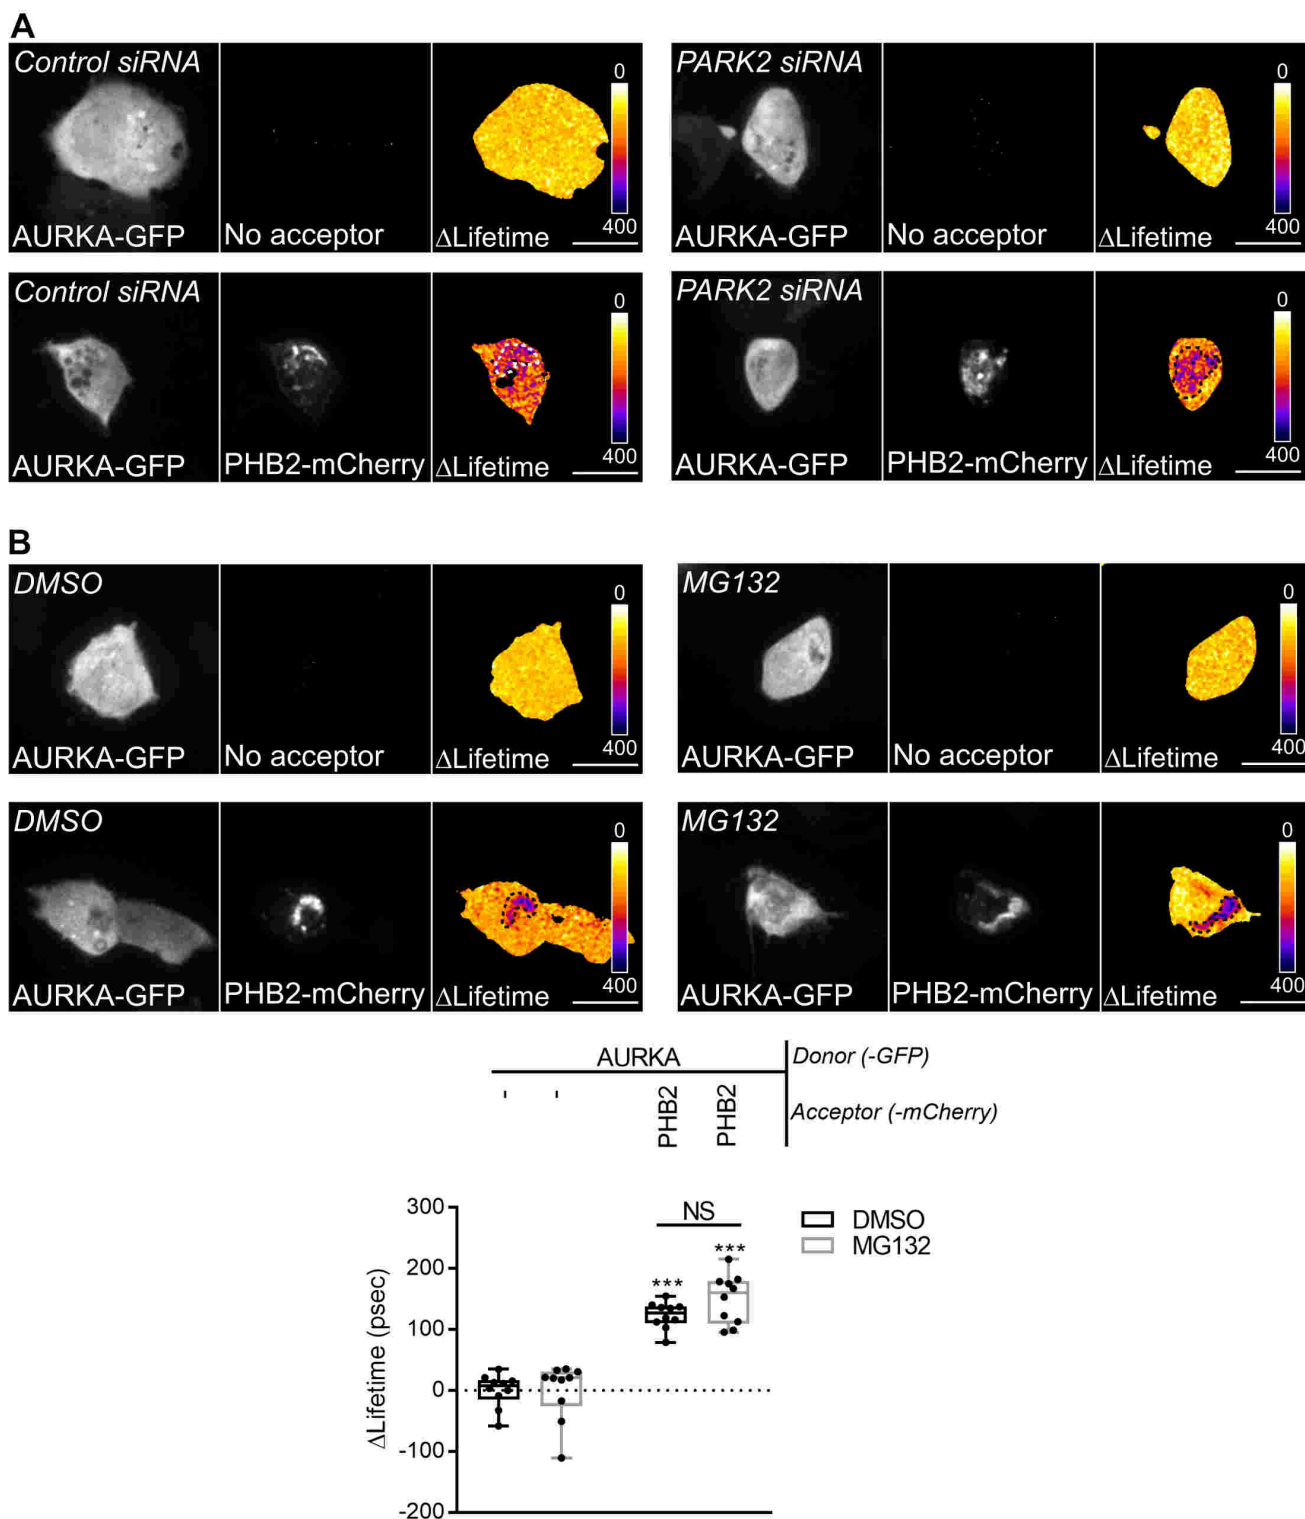 A
Control siRNA
AURKA-GFP
No acceptor
0
400
ΔLifetime
PARK2 siRNA
AURKA-GFP
No acceptor
0
400
ΔLifetime
Control siRNA
AURKA-GFP
PHB2-mCherry
0
400
ΔLifetime
PARK2 siRNA
AURKA-GFP
PHB2-mCherry
0
400
ΔLifetime
B
DMSO
AURKA-GFP
No acceptor
0
400
ΔLifetime
MG132
AURKA-GFP
No acceptor
0
400
ΔLifetime
DMSO
AURKA-GFP
PHB2-mCherry
0
400
ΔLifetime
MG132
AURKA-GFP
PHB2-mCherry
0
400
ΔLifetime
AURKA
Donor (-GFP)
- - PHB2 PHB2
Acceptor (-mCherry)
ΔLifetime (psec)
300
200
100
0
-100
-200
NS
***
***
DMSO
MG132